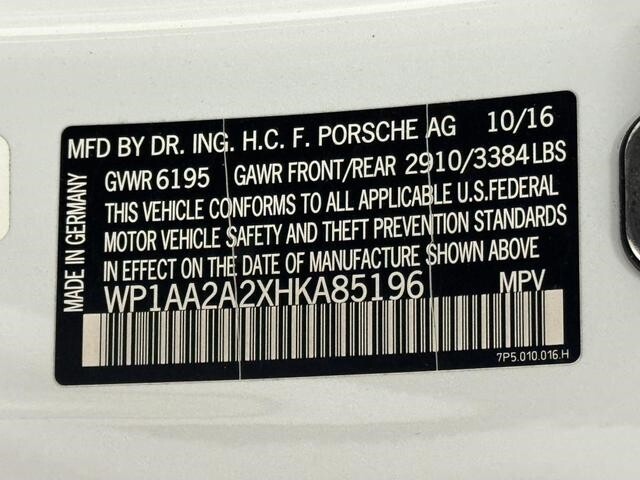 MFD BY DR. ING. H.C. F. PORSCHE AG 10/16
GVWR 6195 GAWR FRONT/REAR 2910/3384 LBS
THIS VEHICLE CONFORMS TO ALL APPLICABLE U.S.FEDERAL
MOTOR VEHICLE SAFETY AND THEFT PREVENTION STANDARDS
IN EFFECT ON THE DATE OF MANUFACTURE SHOWN ABOVE
WP1AA2A2XHKA85196 MPV
7P5.010.016.H
MADE IN GERMANY